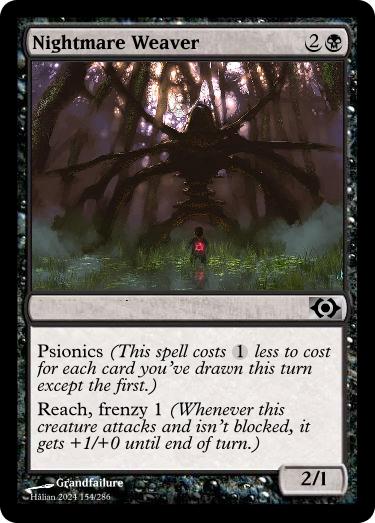 Nightmare Weaver 2
Psionics (This spell costs 1 less to cost
for each card you've drawn this turn
except the first.)
Reach, frenzy 1 (Whenever this
creature attacks and isn't blocked, it
gets +1/+0 until end of turn.)
2/1
Grandfailure
Hálian 2024 154/286